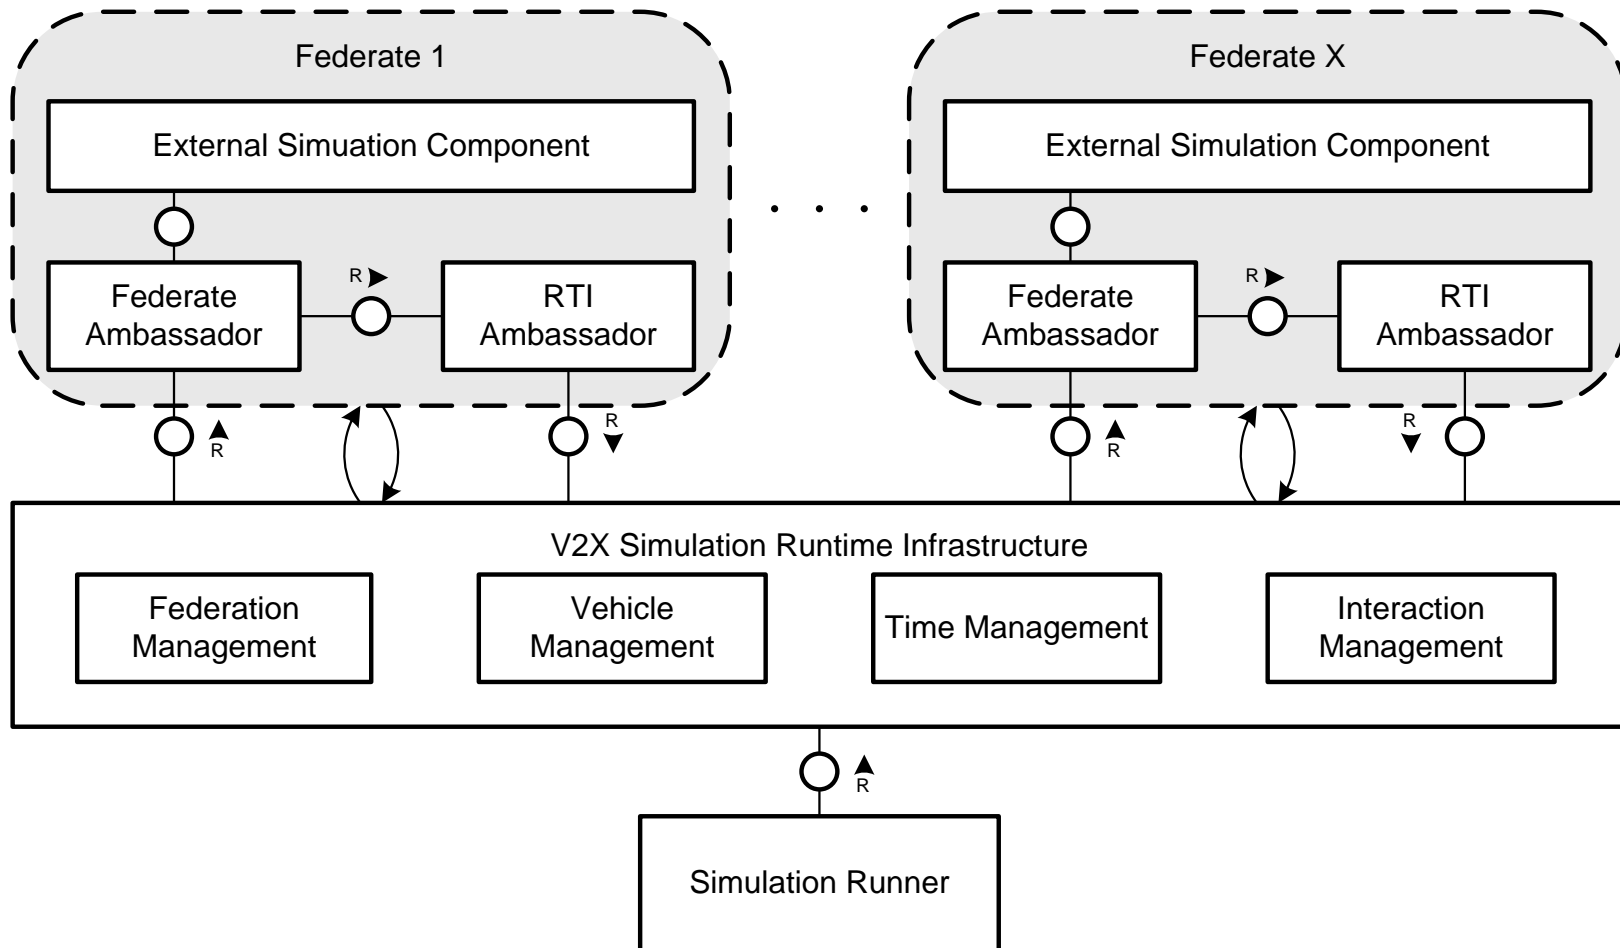 Federate 1
Federate X
External Simuation Component
External Simulation Component
R
R
Federate
Ambassador
RTI
Ambassador
Federate
Ambassador
RTI
Ambassador
R
R
R
R
V2X Simulation Runtime Infrastructure
Federation
Management
Vehicle
Management
Time Management
Interaction
Management
R
Simulation Runner